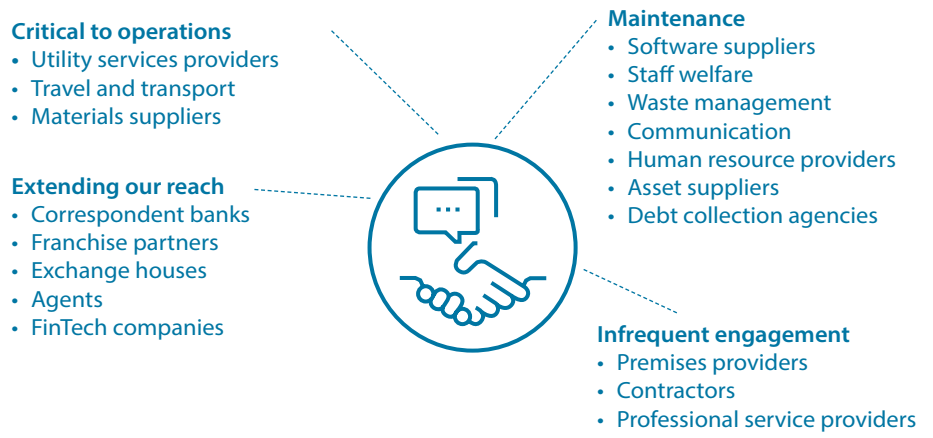 Critical to operations
• Utility services providers
• Travel and transport
• Materials suppliers
Extending our reach
• Correspondent banks
• Franchise partners
• Exchange houses
• Agents
• FinTech companies
Maintenance
• Software suppliers
• Staff welfare
• Waste management
• Communication
• Human resource providers
• Asset suppliers
• Debt collection agencies
Infrequent engagement
• Premises providers
• Contractors
• Professional service providers